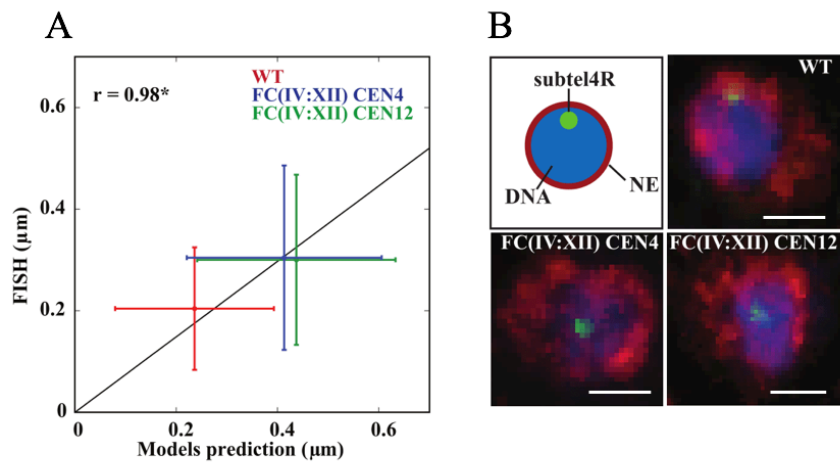 A
r = 0.98*
WT
FC(IV:XII) CEN4
FC(IV:XII) CEN12
FISH (µm)
0.6
0.4
0.2
0
0
0.2
0.4
0.6
Models prediction (µm)
B
subtel4R
DNA
NE
WT
FC(IV:XII) CEN4
FC(IV:XII) CEN12